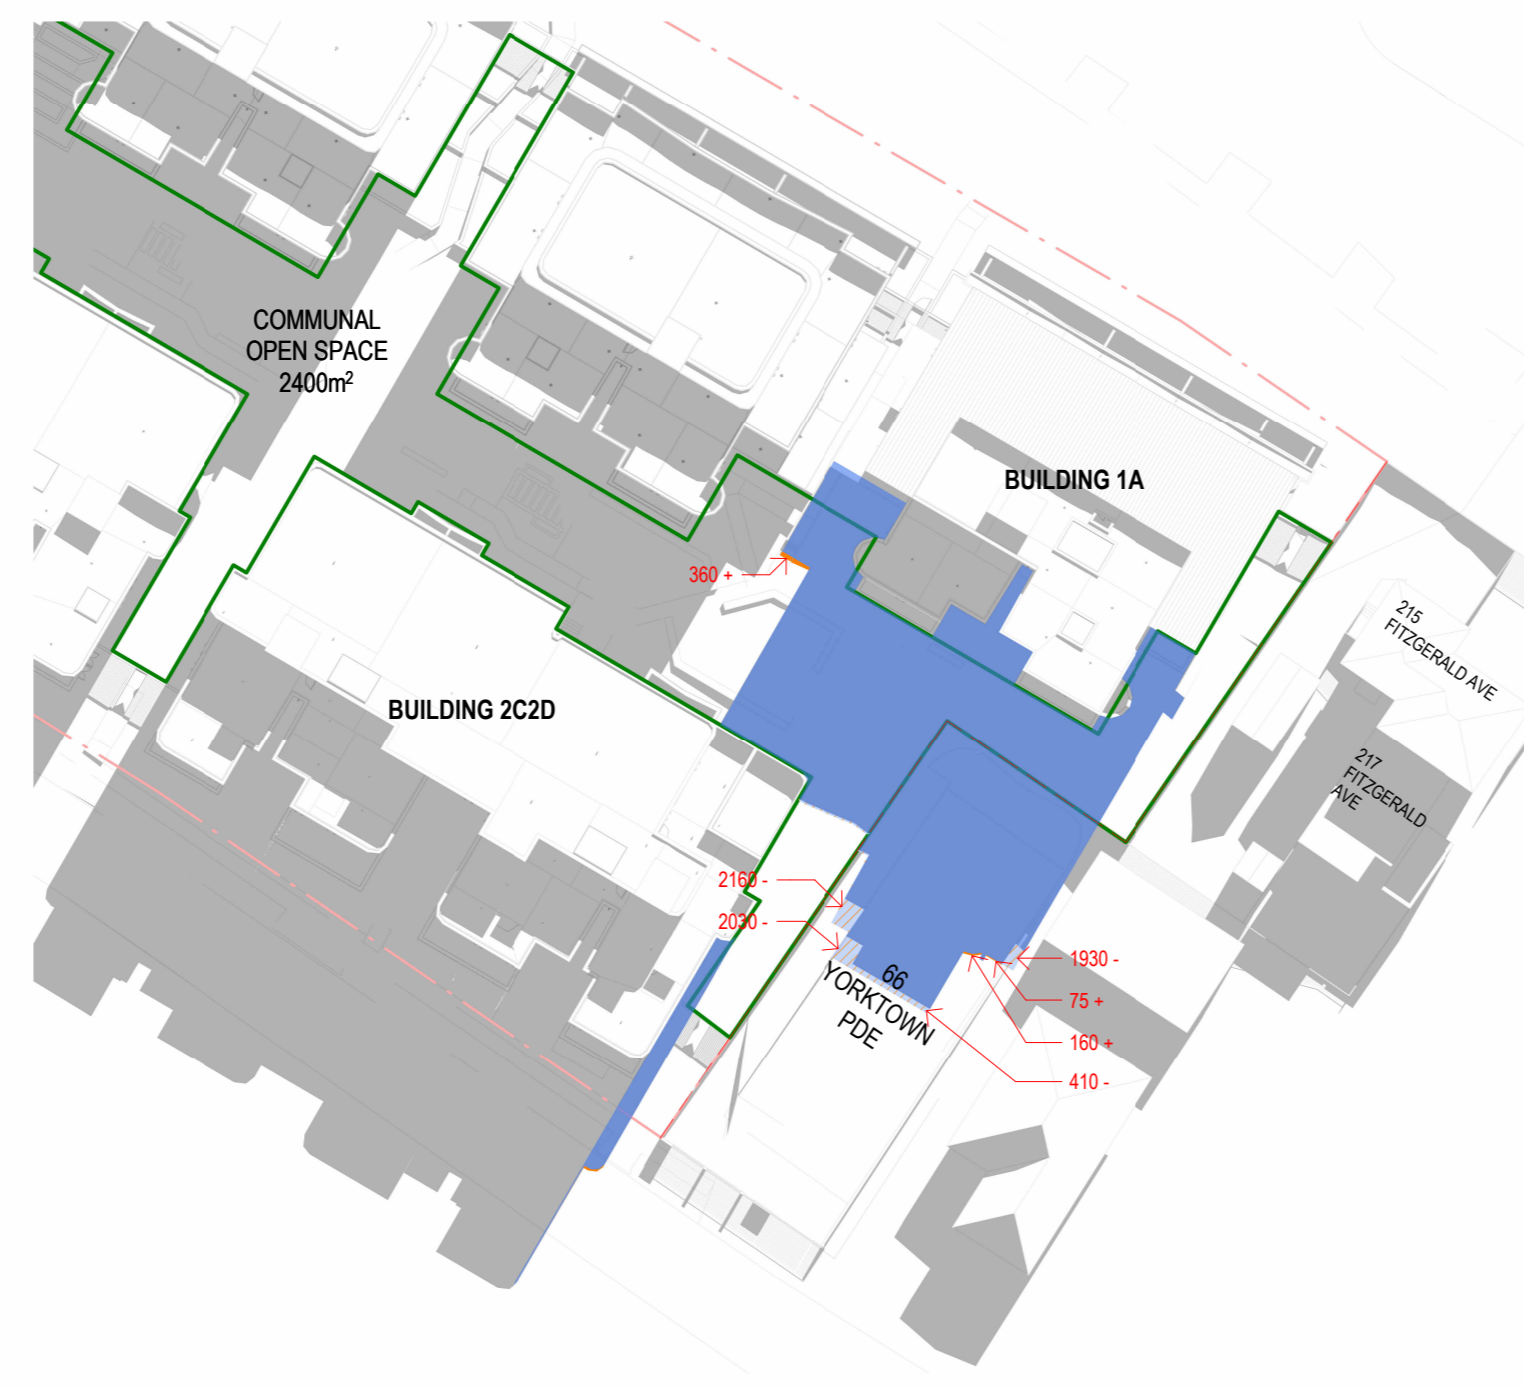 COMMUNAL
OPEN SPACE
2400m²
BUILDING 1A
360 +
215
FITZGERALD AVE
BUILDING 2C2D
217
FITZGERALD
AVE
2160 -
2030 -
66
YORKTOWN
PDE
1930 -
75 +
160 +
410 -